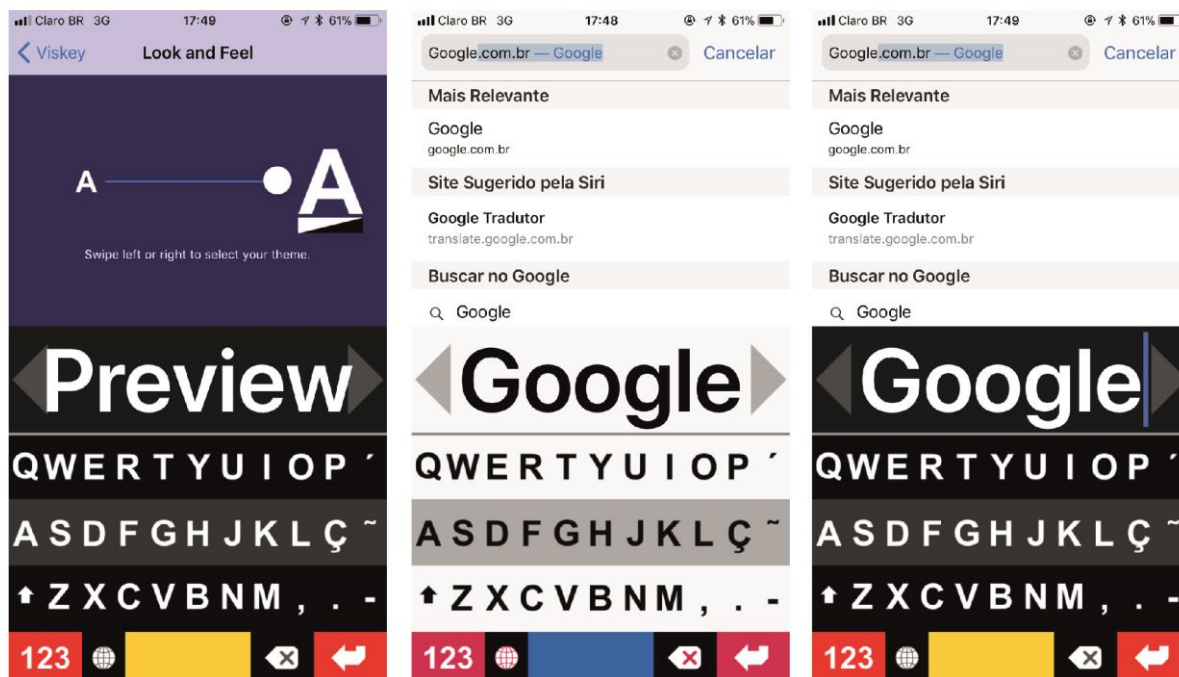 Claro BR 3G 17:49 61%
Viskey Look and Feel
A A
Swipe left or right to select your theme.
Preview
QWERTYUIOP´
ASDFGHJKLÇ~
ZXCVBNM,.-
123
Claro BR 3G 17:48 61%
Google.com.br — Google Cancelar
Mais Relevante
Google
google.com.br
Site Sugerido pela Siri
Google Tradutor
translate.google.com.br
Buscar no Google
Google
Google
QWERTYUIOP´
ASDFGHJKLÇ~
ZXCVBNM,.-
123
Claro BR 3G 17:49 61%
Google.com.br — Google Cancelar
Mais Relevante
Google
google.com.br
Site Sugerido pela Siri
Google Tradutor
translate.google.com.br
Buscar no Google
Google
Google
QWERTYUIOP´
ASDFGHJKLÇ~
ZXCVBNM,.-
123